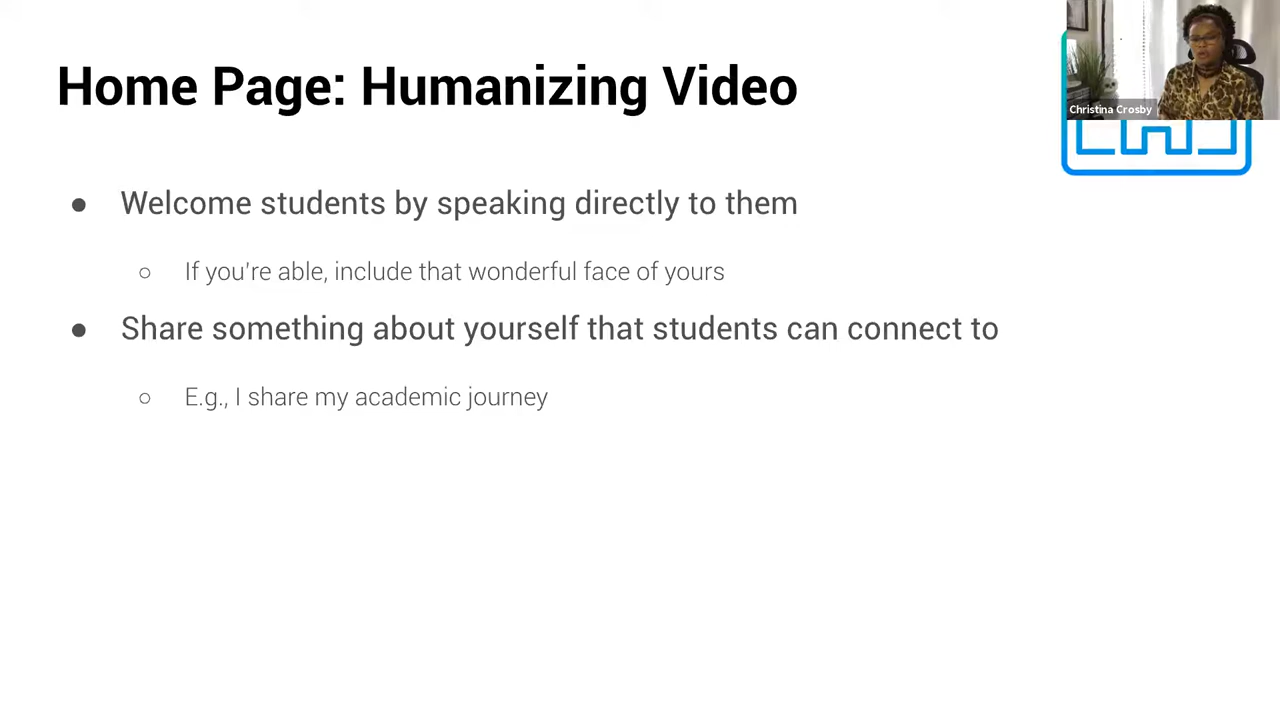 Home Page: Humanizing Video
Christina Crosby
● Welcome students by speaking directly to them
○ If you're able, include that wonderful face of yours
● Share something about yourself that students can connect to
○ E.g., I share my academic journey